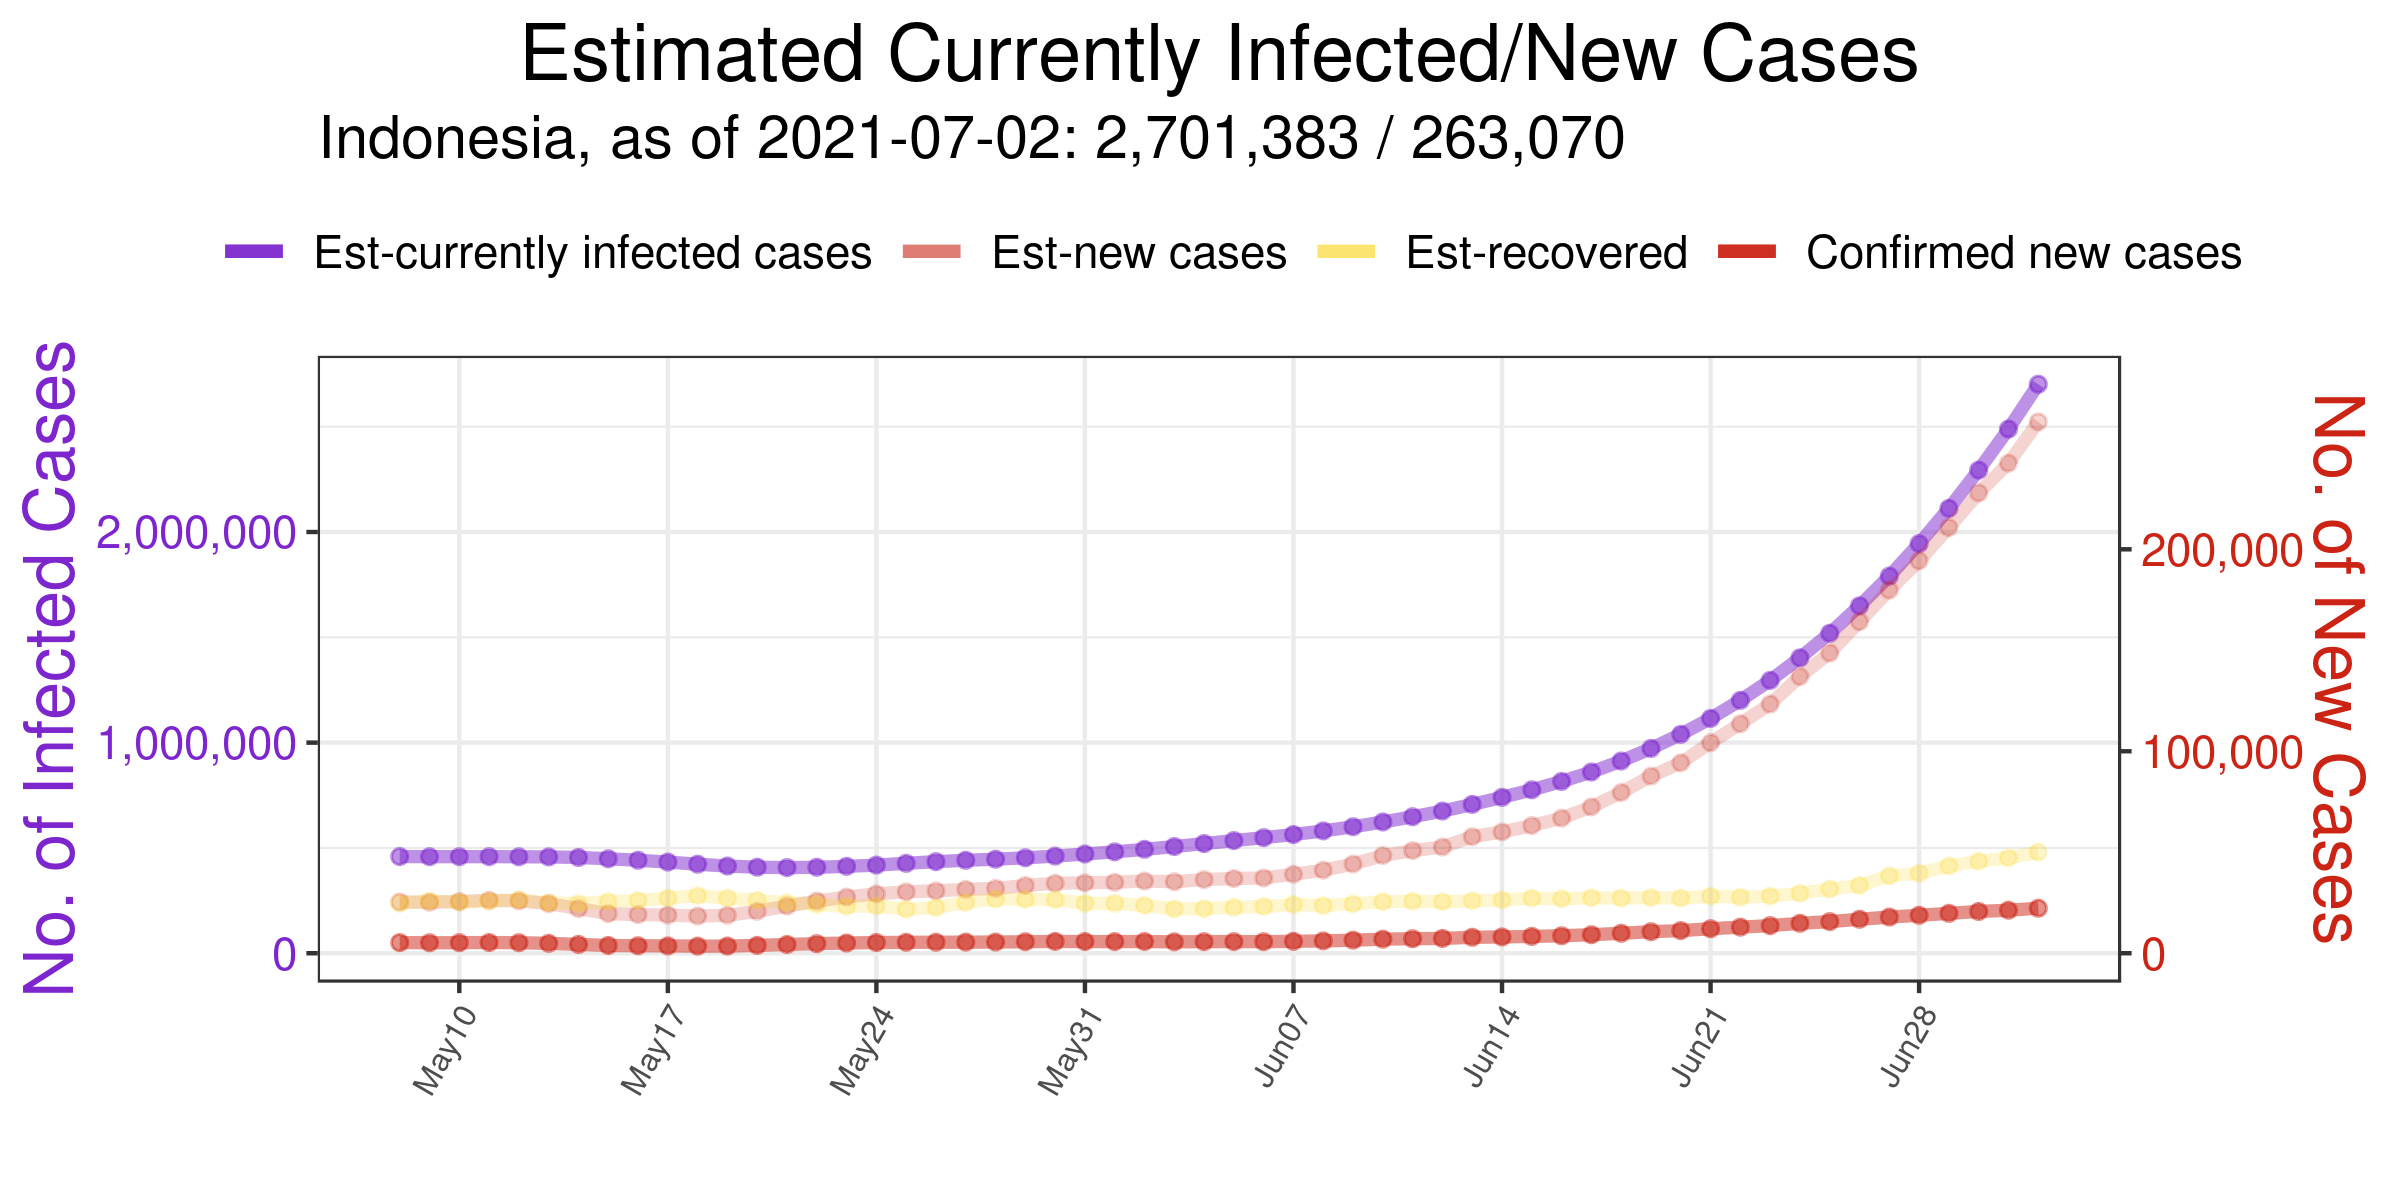 Estimated Currently Infected/New Cases
Indonesia, as of 2021-07-02: 2,701,383 / 263,070
Est-currently infected cases Est-new cases Est-recovered Confirmed new cases
No. of Infected Cases
2,000,000
1,000,000
0
200,000
100,000
0
No. of New Cases
May10 May17 May24 May31 Jun07 Jun14 Jun21 Jun28